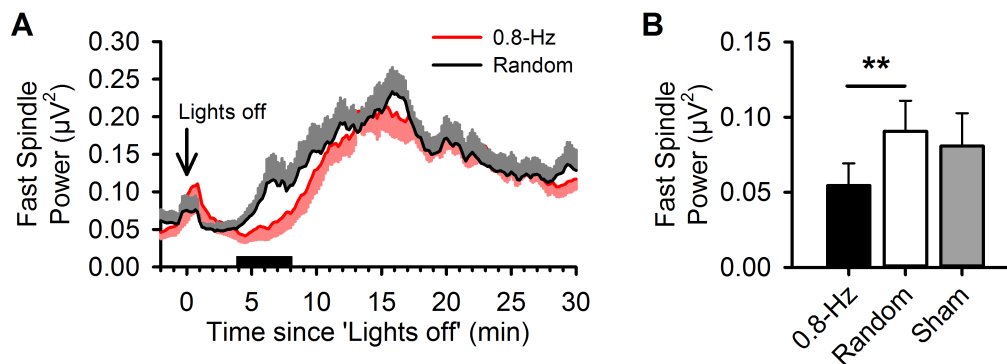 A
Fast Spindle
Power (µV²)
0.30
0.25
0.20
0.15
0.10
0.05
0.00
0.8-Hz
Random
Lights off
0
5
10
15
20
25
30
Time since 'Lights off' (min)
B
Fast Spindle
Power (µV²)
0.15
0.10
0.05
0.00
**
0.8-Hz
Random
Sham